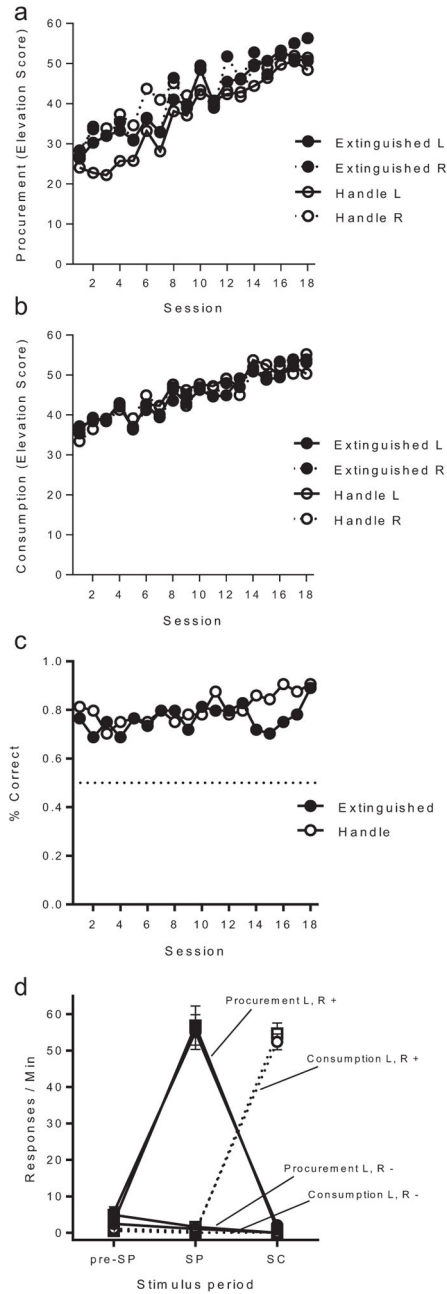 a
Procurement (Elevation Score)
60
50
40
30
20
10
0
2 4 6 8 10 12 14 16 18
Session
Extinguished L
Extinguished R
Handle L
Handle R
b
Consumption (Elevation Score)
60
50
40
30
20
10
0
2 4 6 8 10 12 14 16 18
Session
Extinguished L
Extinguished R
Handle L
Handle R
c
% Correct
1.0
0.8
0.6
0.4
0.2
0.0
2 4 6 8 10 12 14 16 18
Session
Extinguished
Handle
d
Responses / Min
60
50
40
30
20
10
0
pre-SP SP SC
Stimulus period
Procurement L, R +
Consumption L, R +
Procurement L, R -
Consumption L, R -